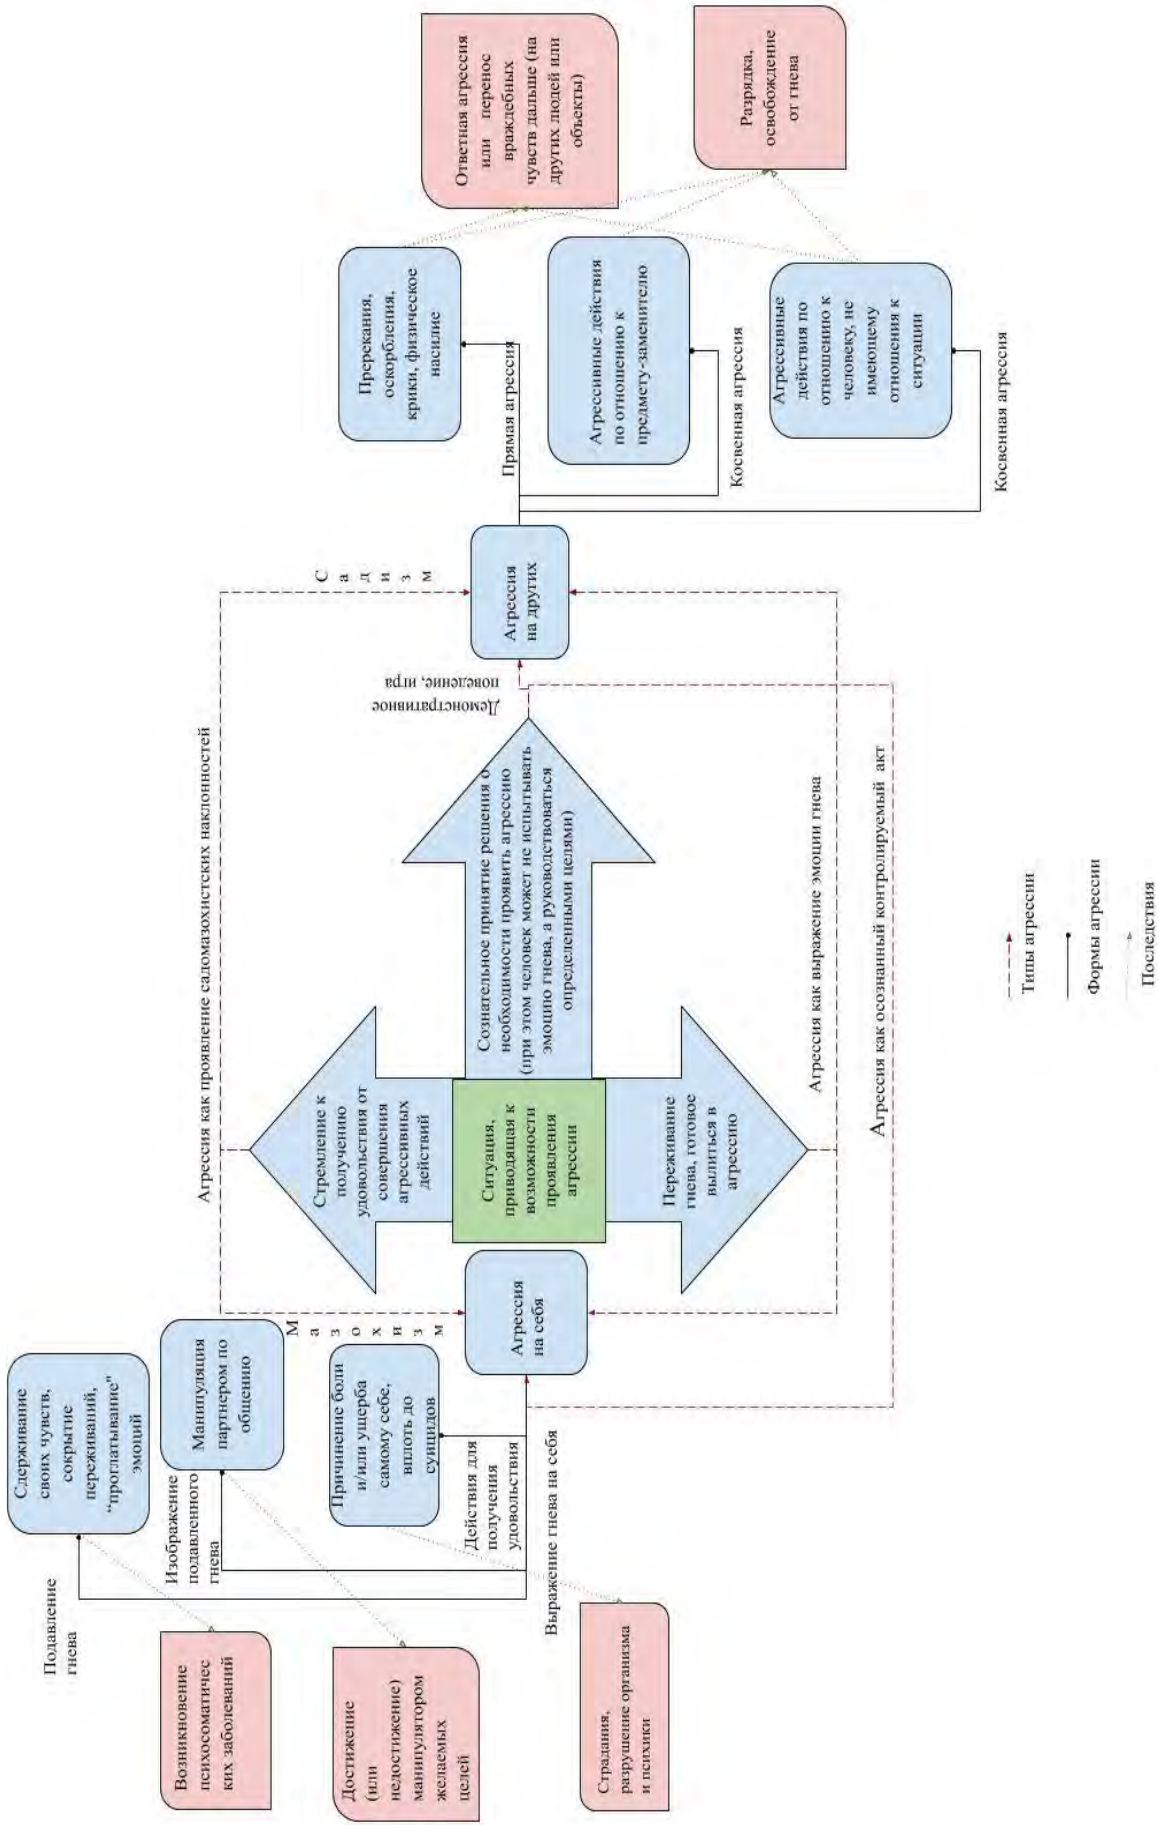 Подавление
гнева
Сдерживание
своих чувств,
сокрытие
переживаний,
“проглатывание"
эмоций
Возникновение
психосоматичес
ких заболеваний
Изображение
подавленного
гнева
Манипуляция
партнером по
общению
Достижение
(или
недостижение)
манипулятором
желаемых
целей
Причинение боли
и/или ущерба
самому себе,
вплоть до
суицидов
Действия для
получения
удовольствия
Выражение гнева на себя
Страдания,
разрушение организма
и психики
Мазохизм
Агрессия
на себя
Агрессия как проявление садомазохистских наклонностей
Стремление к
получению
удовольствия от
совершения
агрессивных
действий
Ситуация,
приводящая к
возможности
проявления
агрессии
Переживание
гнева, готовое
вылиться в
агрессию
Сознательное принятие решения о
необходимости проявить агрессию
(при этом человек может не испытывать
эмоцию гнева, а руководствоваться
определенными целями)
Демонстративное
поведение, игра
Агрессия как выражение эмоции гнева
Агрессия как осознанный контролируемый акт
Садизм
Агрессия
на других
Прямая агрессия
Пререкания,
оскорбления,
крики, физическое
насилие
Косвенная агрессия
Агрессивные действия
по отношению к
предмету-заменителю
Косвенная агрессия
Агрессивные
действия по
отношению к
человеку, не
имеющему
отношения к
ситуации
Ответная агрессия
или перенос
враждебных
чувств дальше (на
других людей или
объекты)
Разрядка,
освобождение
от гнева
Типы агрессии
Формы агрессии
Последствия